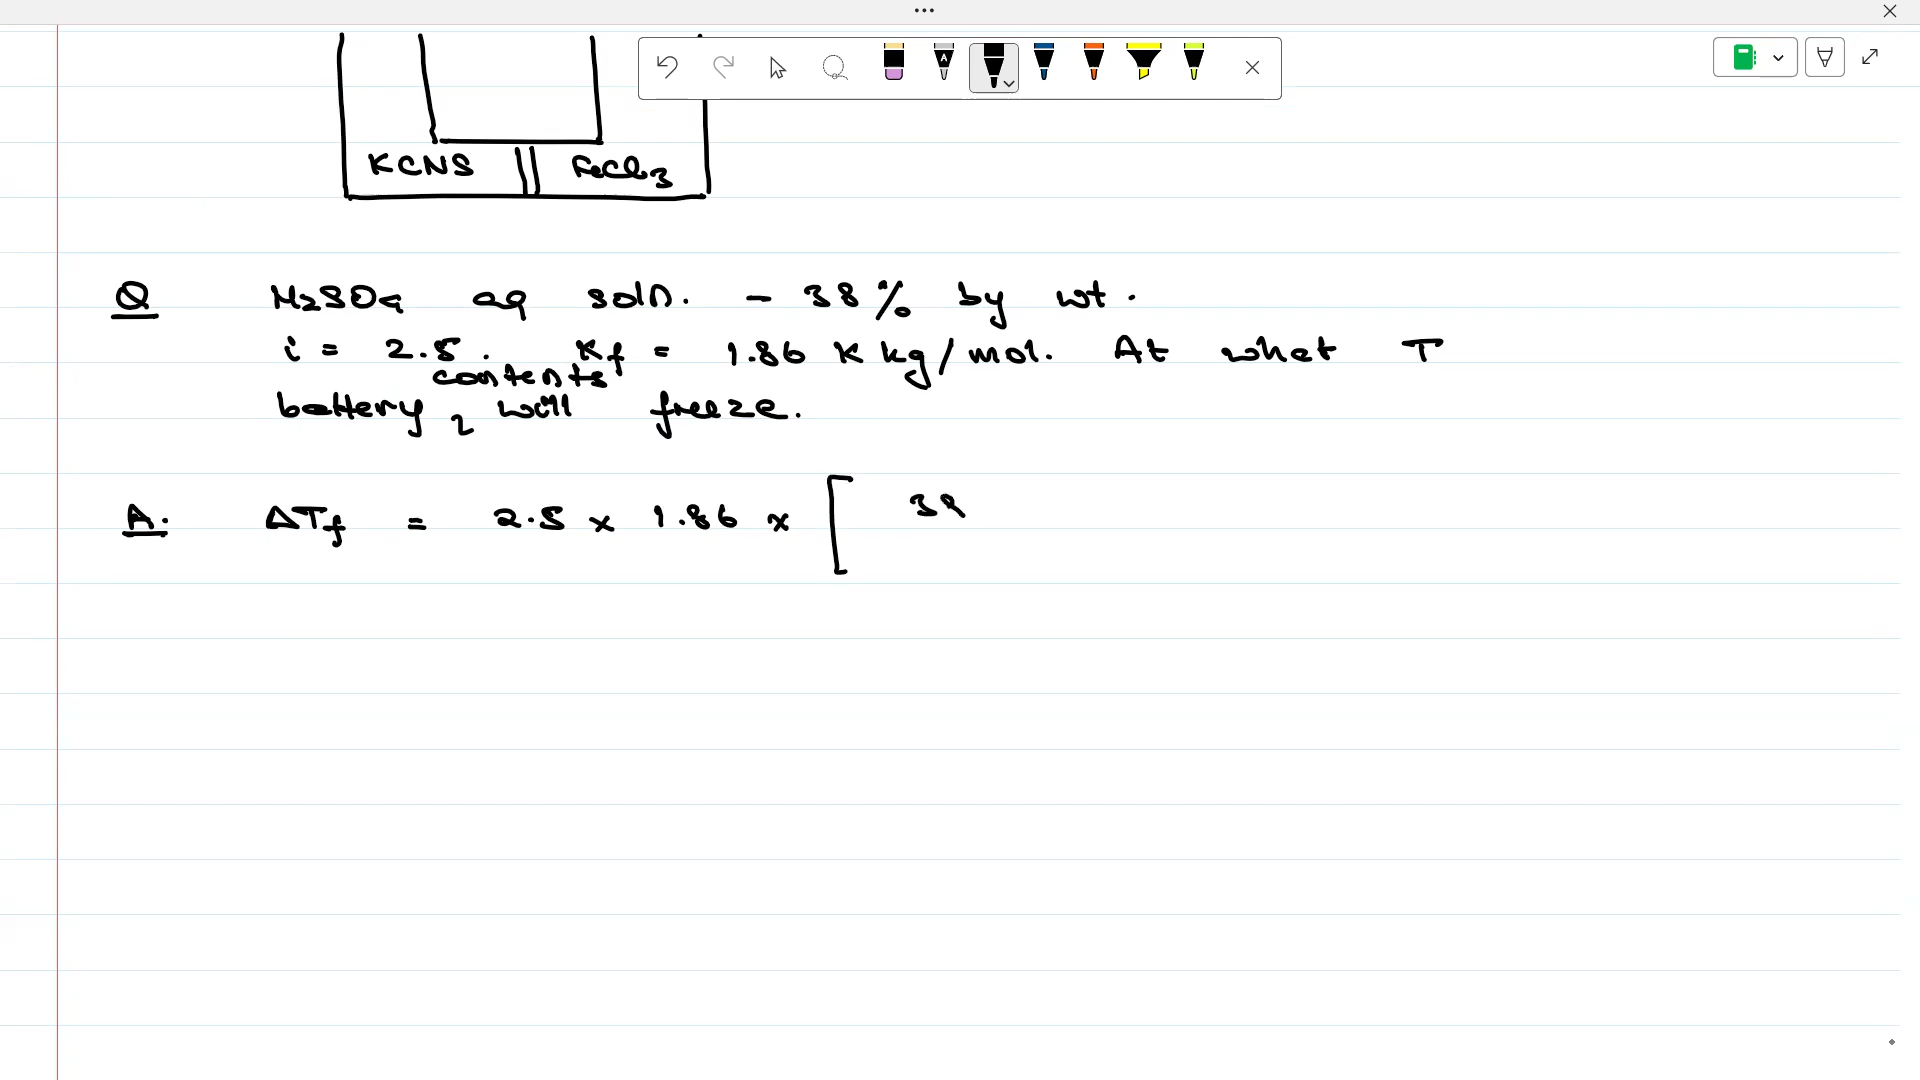 KCNS || FeCl3
Q H2SO4 aq soln. - 38% by wt.
i = 2.5. Kf = 1.86 K kg/mol. At what T
contents
battery, will freeze.
A. ΔTf = 2.5 x 1.86 x [ 38